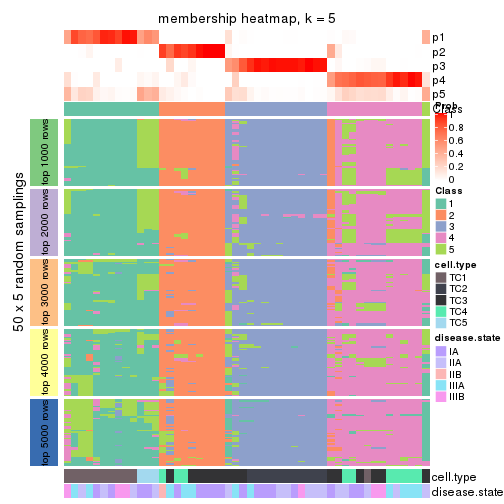 membership heatmap, k = 5
p1
p2
p3
p4
p5
Class
Prob
1
0.8
0.6
0.4
0.2
0
Class
1
2
3
4
5
cell.type
TC1
TC2
TC3
TC4
TC5
disease.state
IA
IIA
IIB
IIIA
IIIB
50 x 5 random samplings
top 1000 rows
top 2000 rows
top 3000 rows
top 4000 rows
top 5000 rows
cell.type
disease.state